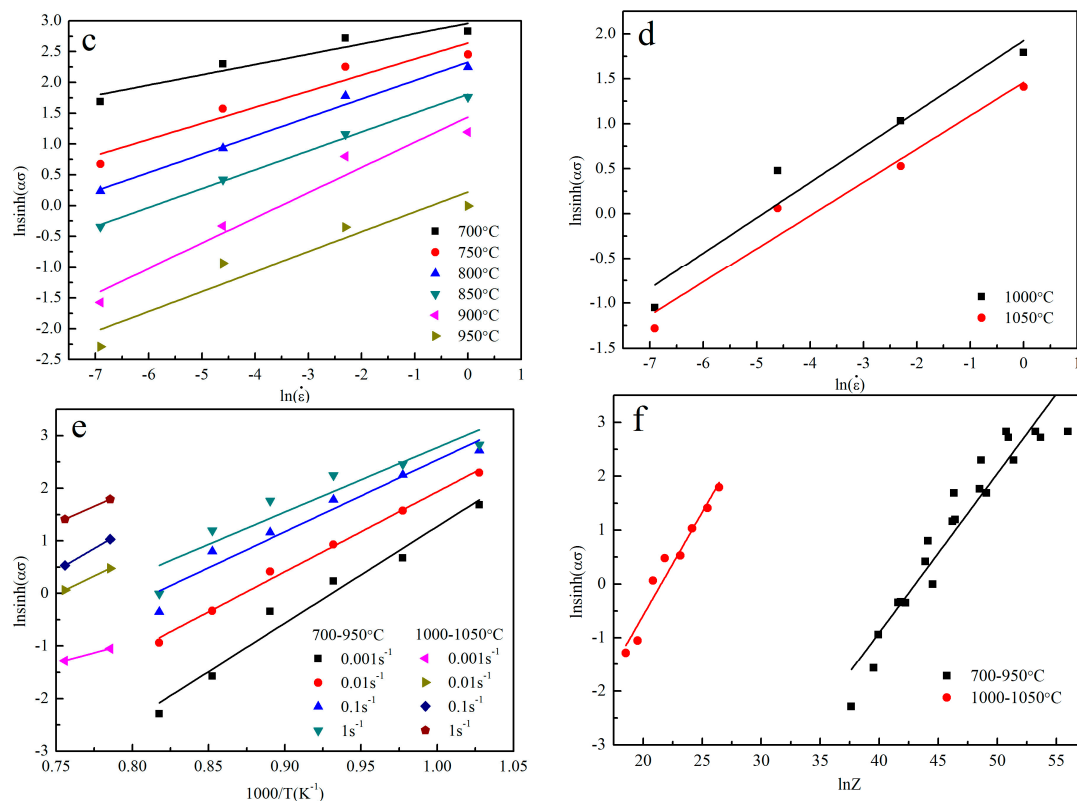 c
lnsinh(ασ)
3.0
2.5
2.0
1.5
1.0
0.5
0.0
-0.5
-1.0
-1.5
-2.0
-2.5
700°C
750°C
800°C
850°C
900°C
950°C
-7 -6 -5 -4 -3 -2 -1 0 1
ln(ε̇)
d
lnsinh(ασ)
2.0
1.5
1.0
0.5
0.0
-0.5
-1.0
-1.5
1000°C
1050°C
-7 -6 -5 -4 -3 -2 -1 0 1
ln(ε̇)
e
lnsinh(ασ)
3
2
1
0
-1
-2
-3
700-950°C 1000-1050°C
0.001s⁻¹ 0.001s⁻¹
0.01s⁻¹ 0.01s⁻¹
0.1s⁻¹ 0.1s⁻¹
1s⁻¹ 1s⁻¹
0.75 0.80 0.85 0.90 0.95 1.00 1.05
1000/T(K⁻¹)
f
lnsinh(ασ)
3
2
1
0
-1
-2
-3
700-950°C
1000-1050°C
20 25 30 35 40 45 50 55
lnZ